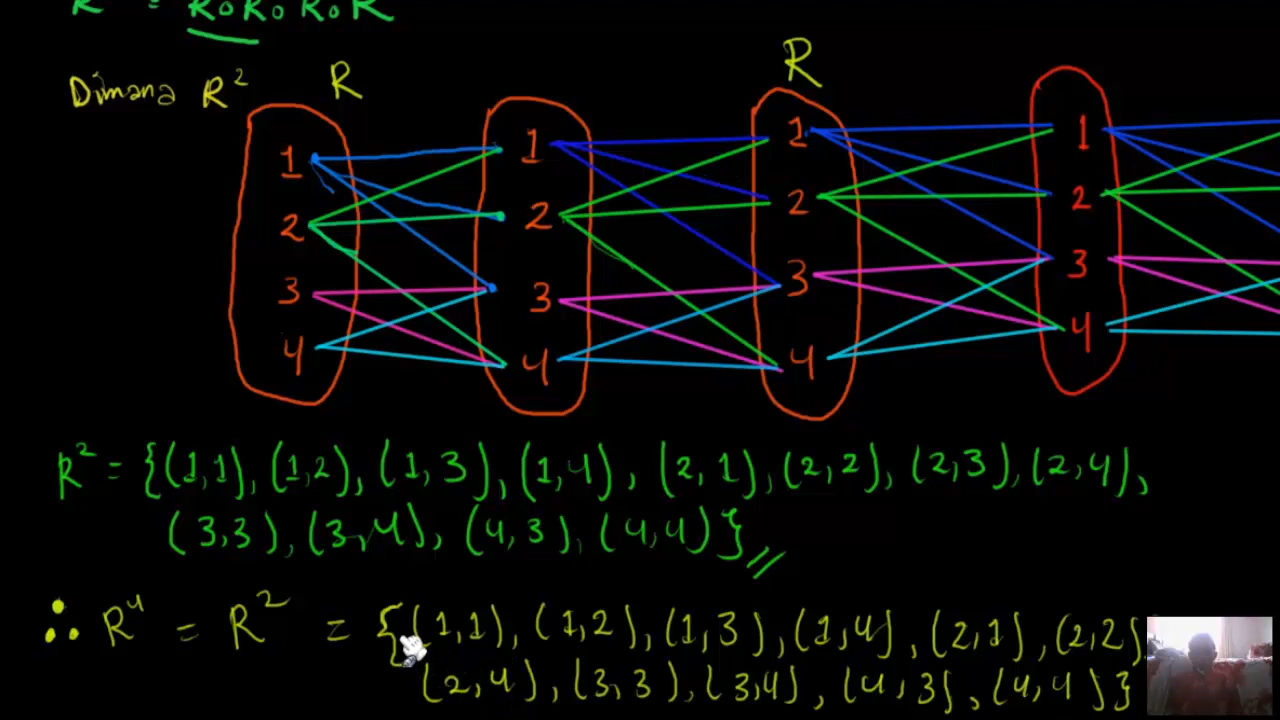 R = R∘R∘R∘R
Dimana R² R R
1 1 1 1
2 2 2 2
3 3 3 3
4 4 4 4
R² = {(1,1), (1,2), (1,3), (1,4), (2,1), (2,2), (2,3), (2,4),
(3,3), (3,4), (4,3), (4,4)}
∴ R⁴ = R² = {(1,1), (1,2), (1,3), (1,4), (2,1), (2,2)
(2,4), (3,3), (3,4), (4,3), (4,4)}